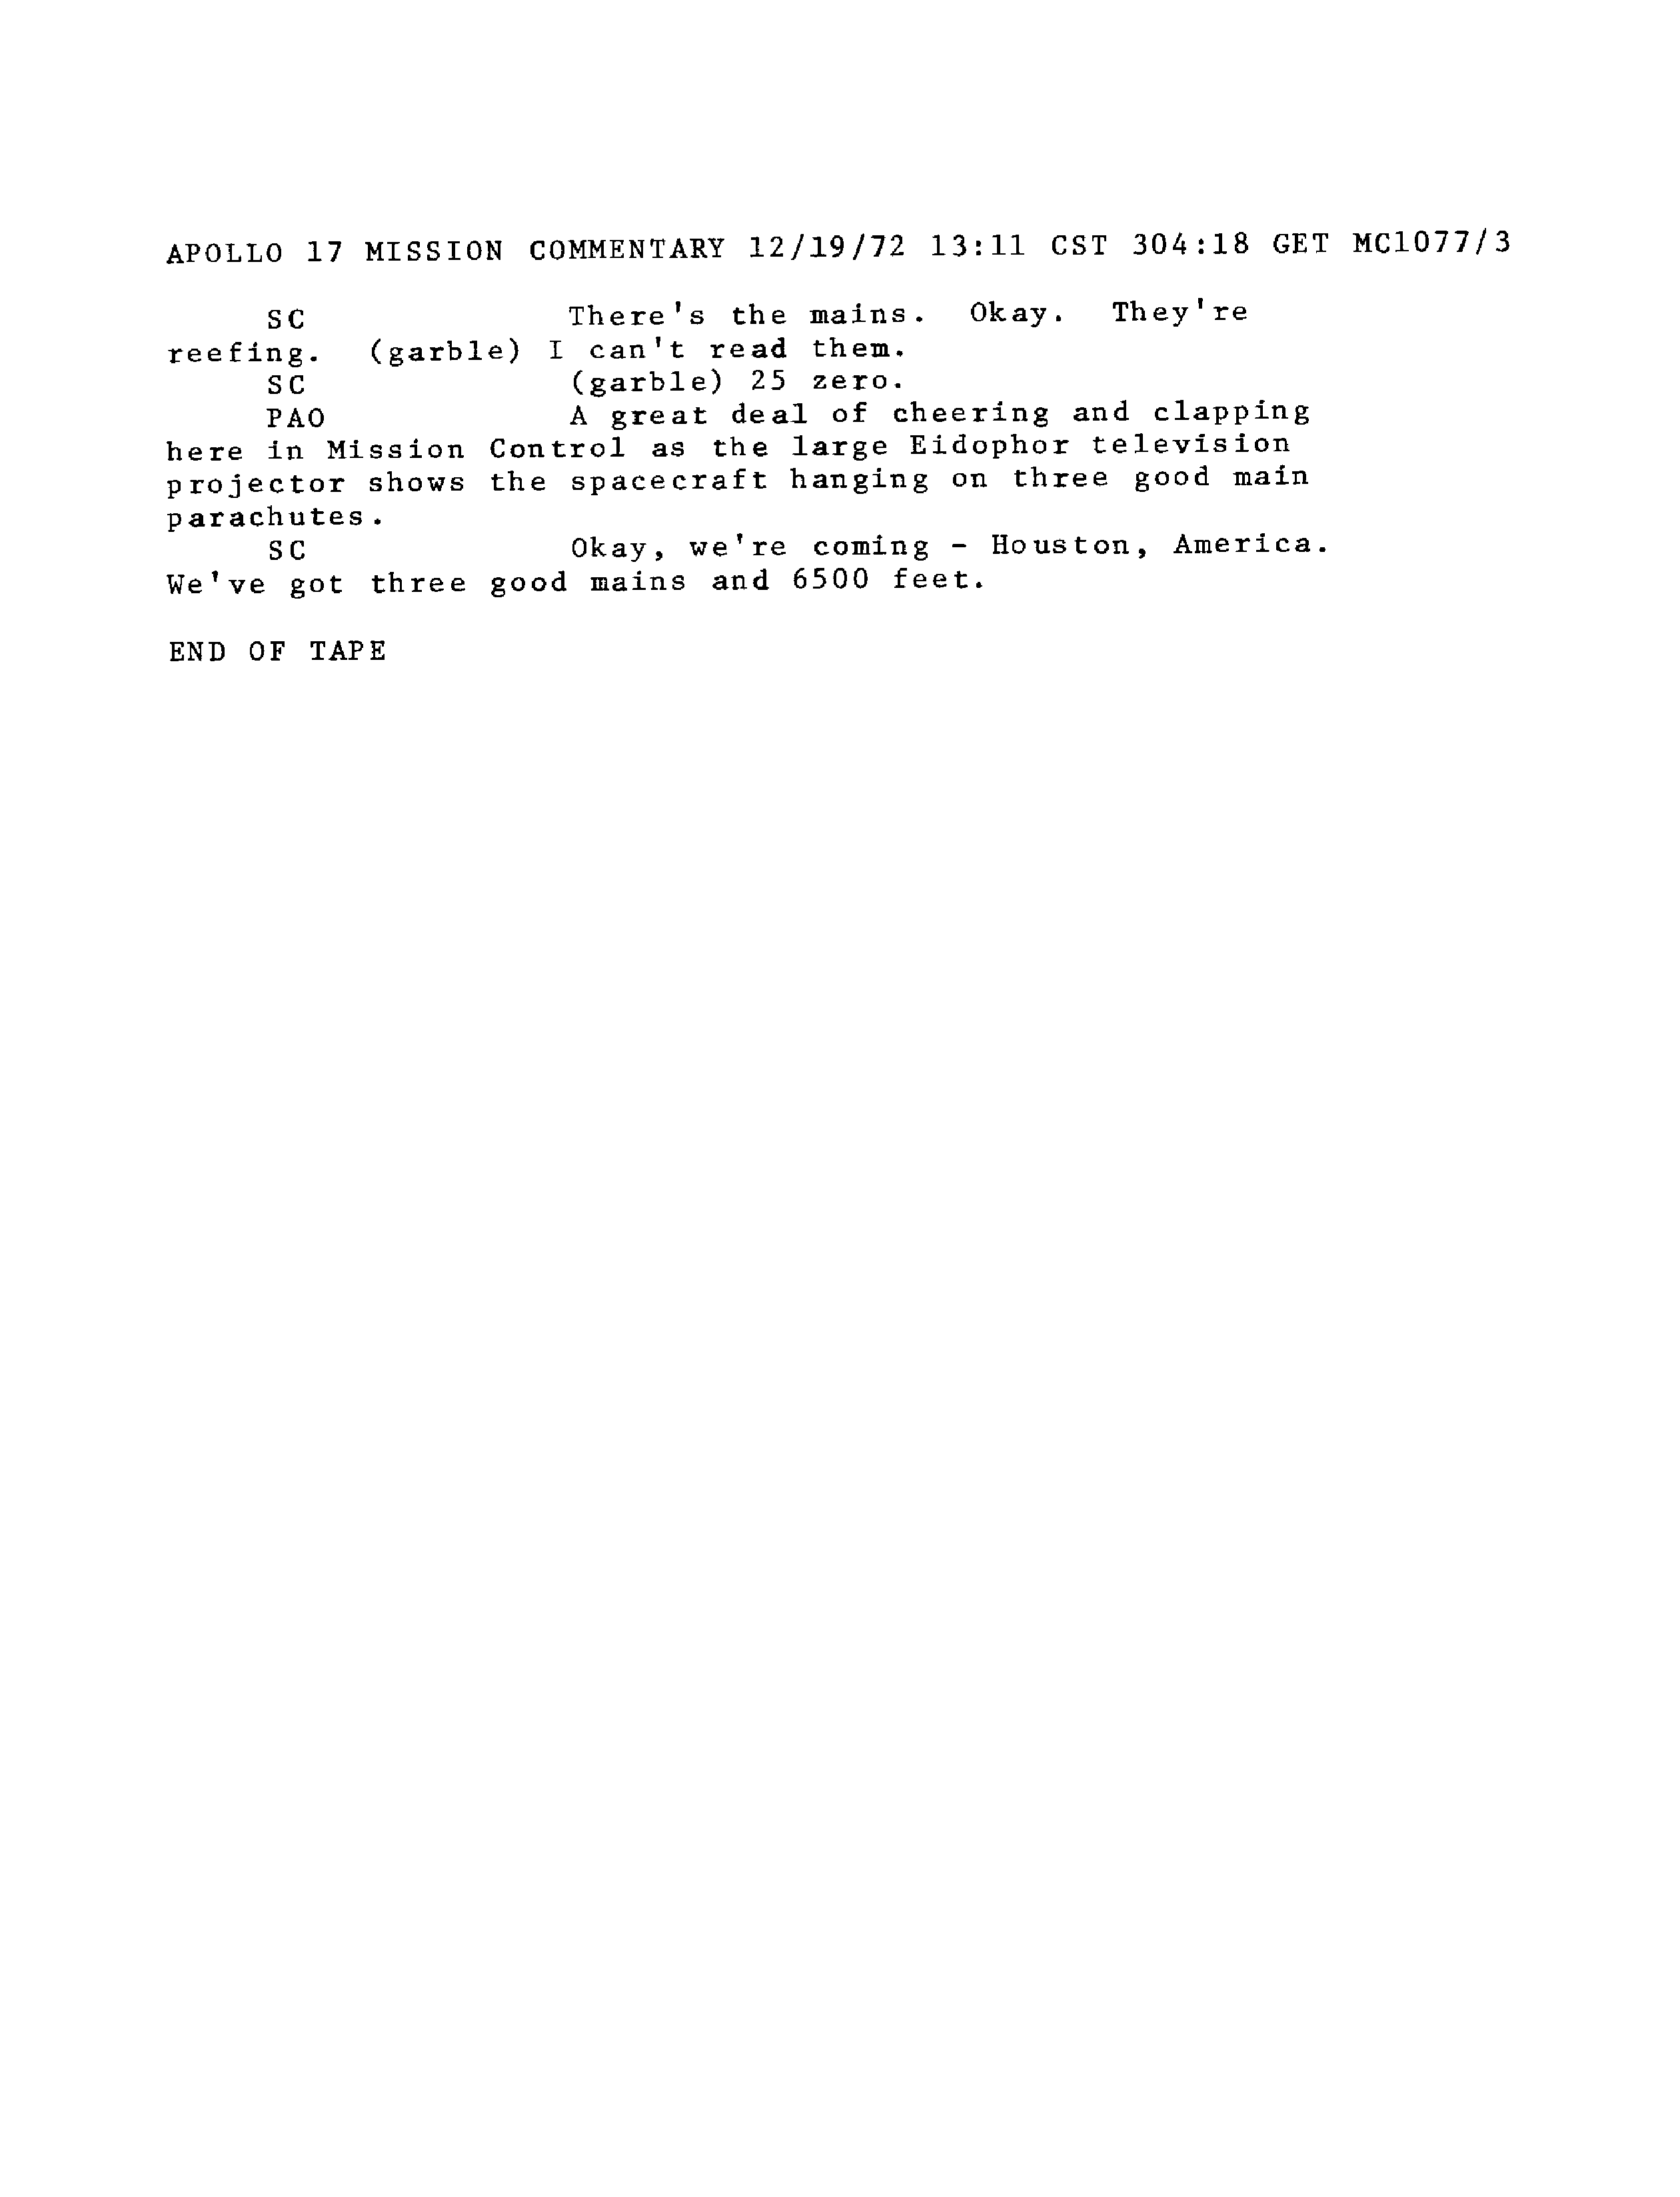 APOLLO 17 MISSION COMMENTARY 12/19/72 13:11 CST 304:18 GET MC1077/3
SC There's the mains. Okay. They're
reefing. (garble) I can't read them.
SC (garble) 25 zero.
PAO A great deal of cheering and clapping
here in Mission Control as the large Eidophor television
projector shows the spacecraft hanging on three good main
parachutes.
SC Okay, we're coming - Houston, America.
We've got three good mains and 6500 feet.
END OF TAPE